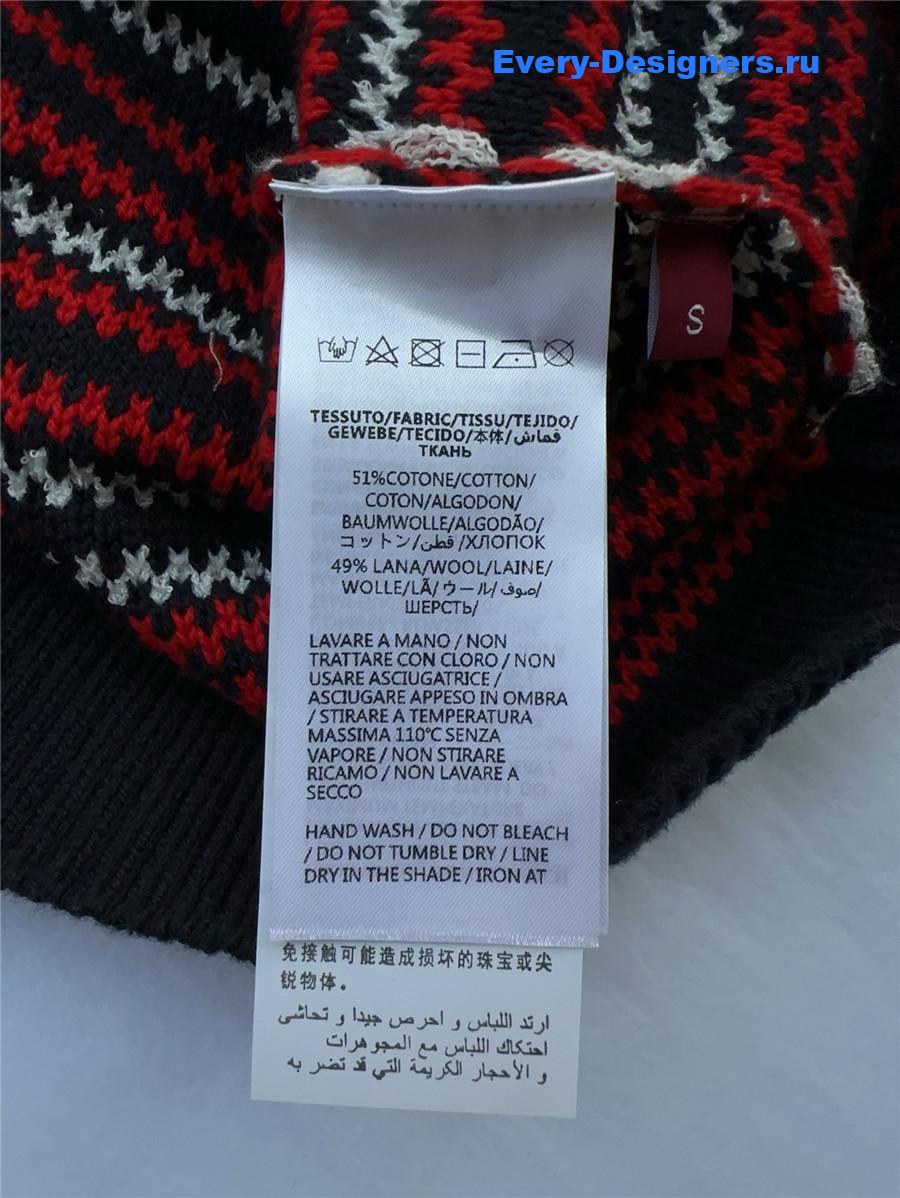 Every-Designers.ru
S
TESSUTO/FABRIC/TISSU/TEJIDO/
GEWEBE/TECIDO/本体/قماش/
ТКАНЬ
51%COTONE/COTTON/
COTON/ALGODON/
BAUMWOLLE/ALGODÃO/
コットン/قطن/ХЛОПОК
49% LANA/WOOL/LAINE/
WOLLE/LÃ/ウール/صوف/
ШЕРСТЬ/
LAVARE A MANO / NON
TRATTARE CON CLORO / NON
USARE ASCIUGATRICE /
ASCIUGARE APPESO IN OMBRA
/ STIRARE A TEMPERATURA
MASSIMA 110℃ SENZA
VAPORE / NON STIRARE
RICAMO / NON LAVARE A
SECCO
HAND WASH / DO NOT BLEACH
/ DO NOT TUMBLE DRY / LINE
DRY IN THE SHADE / IRON AT
免接触可能造成损坏的珠宝或尖
锐物体。
ارتد اللباس و احرص جيدا و تحاشى
احتكاك اللباس مع المجوهرات
و الأحجار الكريمة التي قد تضر به